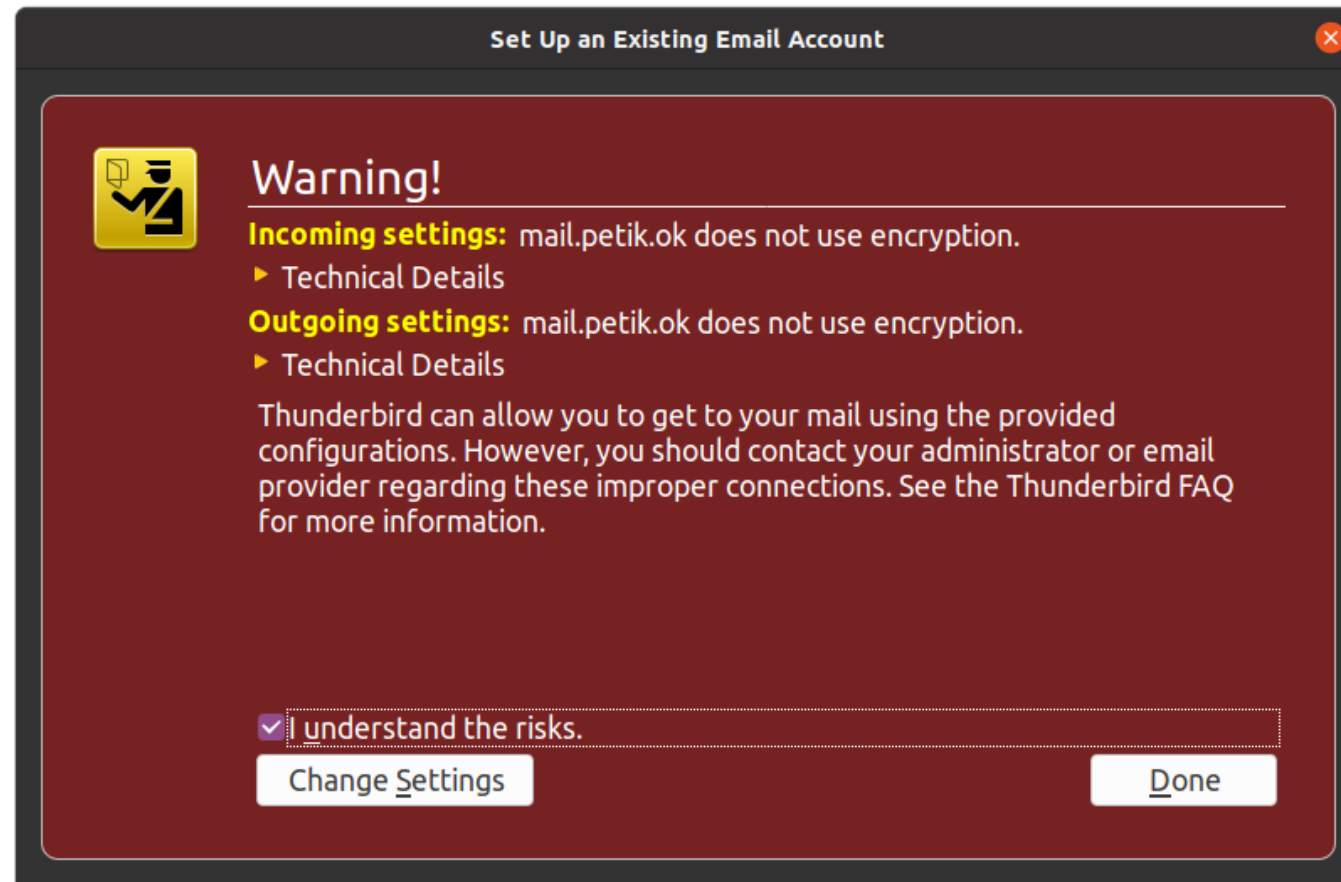 Set Up an Existing Email Account
Warning!
Incoming settings: mail.petik.ok does not use encryption.
Technical Details
Outgoing settings: mail.petik.ok does not use encryption.
Technical Details
Thunderbird can allow you to get to your mail using the provided
configurations. However, you should contact your administrator or email
provider regarding these improper connections. See the Thunderbird FAQ
for more information.
I understand the risks.
Change Settings
Done